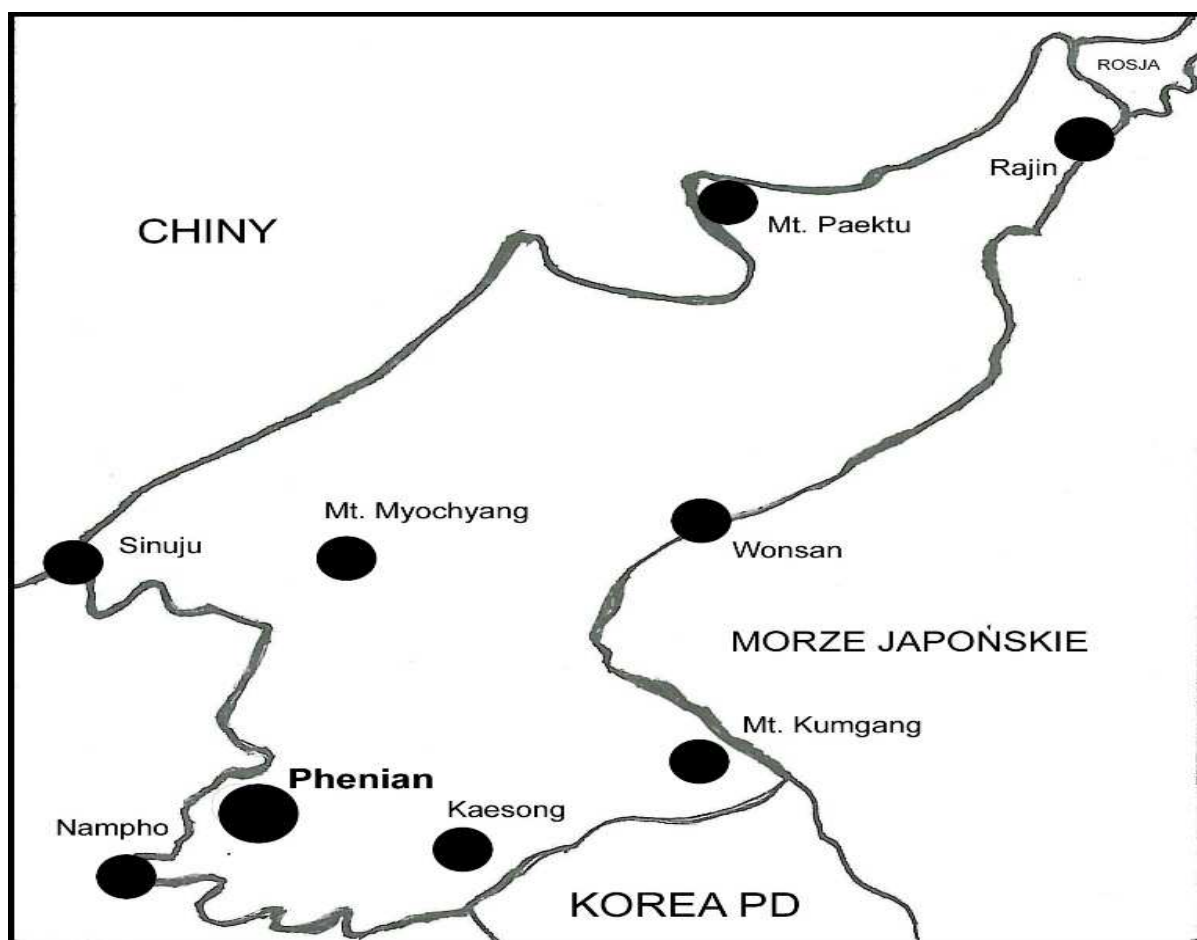 ROSJA
Rajin
CHINY
Mt. Paektu
Mt. Myochyang
Sinuju
Wonsan
MORZE JAPOŃSKIE
Mt. Kumgang
Phenian
Kaesong
Nampho
KOREA PD